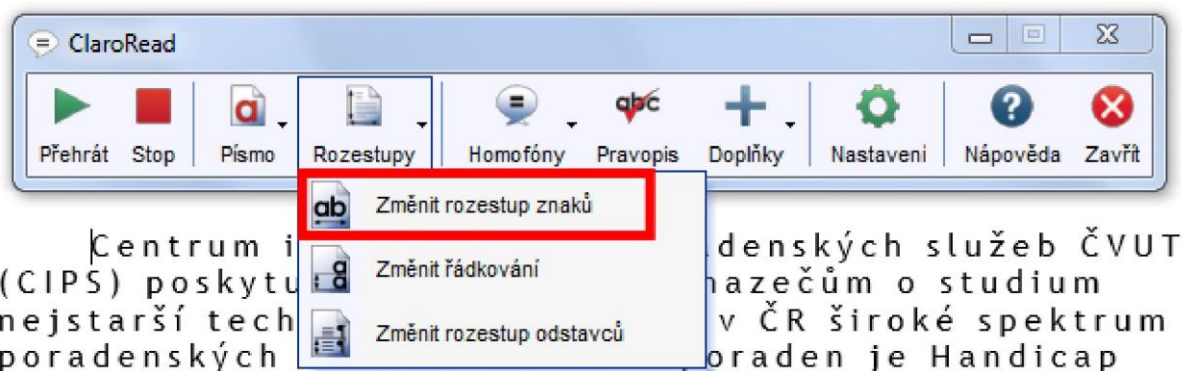 ClaroRead
Přehrát Stop Písmo Rozestupy Homofóny Pravopis Doplňky Nastavení Nápověda Zavřít
Změnit rozestup znaků
Změnit řádkování
Změnit rozestup odstavců
Centrum i denských služeb ČVUT
(CIPS) poskytu hazečům o studium
nejstarší tech v ČR široké spektrum
poradenských oraden je Handicap